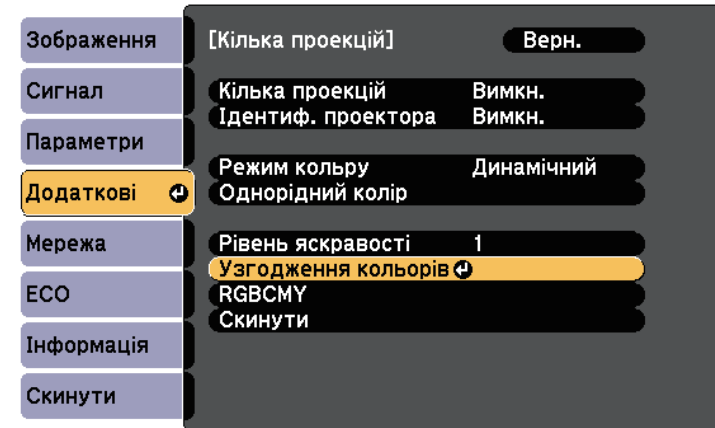 Зображення
Сигнал
Параметри
Додаткові
Мережа
ECO
Інформація
Скинути
[Кілька проекцій] Верн.
Кілька проекцій Вимкн.
Ідентиф. проектора Вимкн.
Режим кольру Динамічний
Однорідний колір
Рівень яскравості 1
Узгодження кольорів
RGBCMY
Скинути